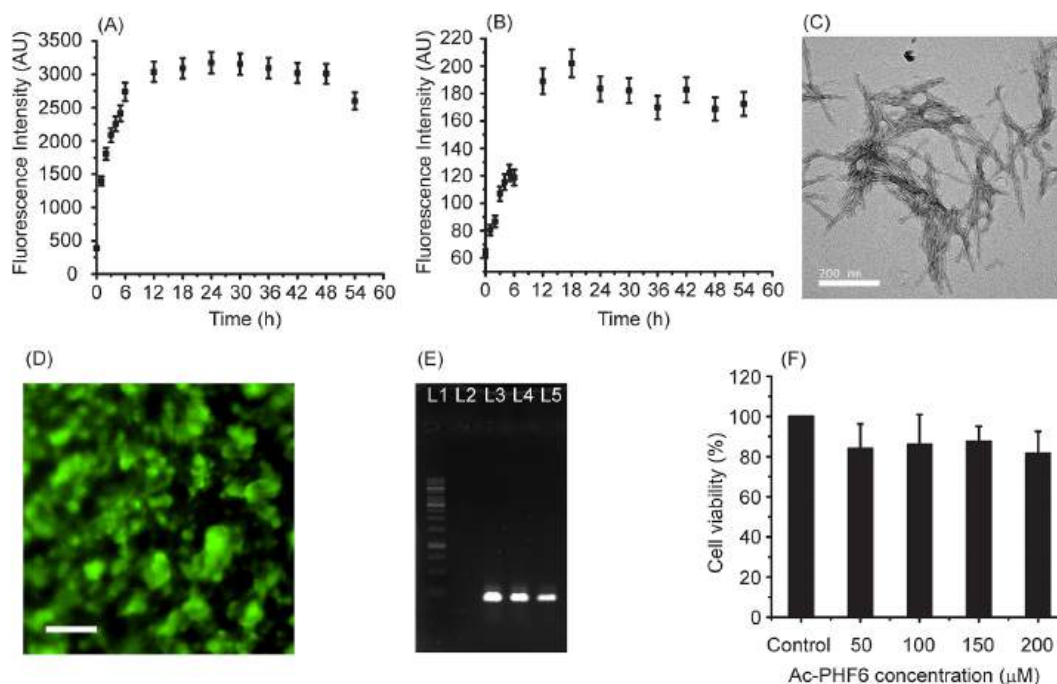 (A)
Fluorescence Intensity (AU)
3500
3000
2500
2000
1500
1000
500
0
0 6 12 18 24 30 36 42 48 54 60
Time (h)
(B)
Fluorescence Intensity (AU)
220
200
180
160
140
120
100
80
60
0 6 12 18 24 30 36 42 48 54 60
Time (h)
(C)
200 nm
(D)
(E)
L1 L2 L3 L4 L5
(F)
Cell viability (%)
120
100
80
60
40
20
0
Control 50 100 150 200
Ac-PHF6 concentration (μM)